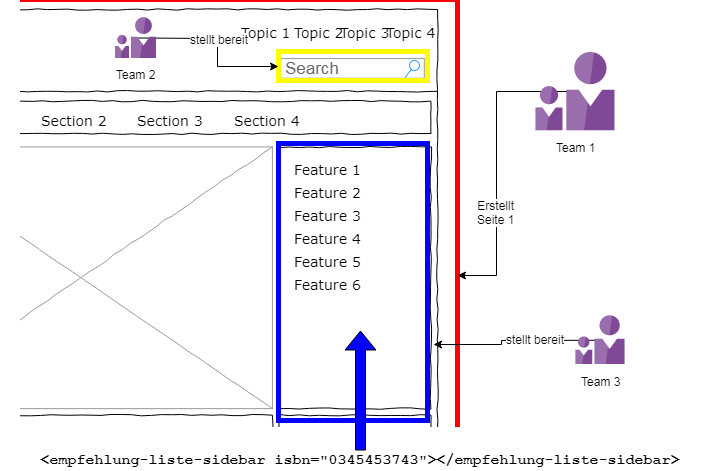 Topic 1 Topic 2 Topic 3 Topic 4
stellt bereit
Search
Team 2
Section 2 Section 3 Section 4
Team 1
Feature 1
Feature 2
Feature 3
Feature 4
Feature 5
Feature 6
Erstellt
Seite 1
stellt bereit
Team 3
<empfehlung-liste-sidebar isbn="0345453743"></empfehlung-liste-sidebar>